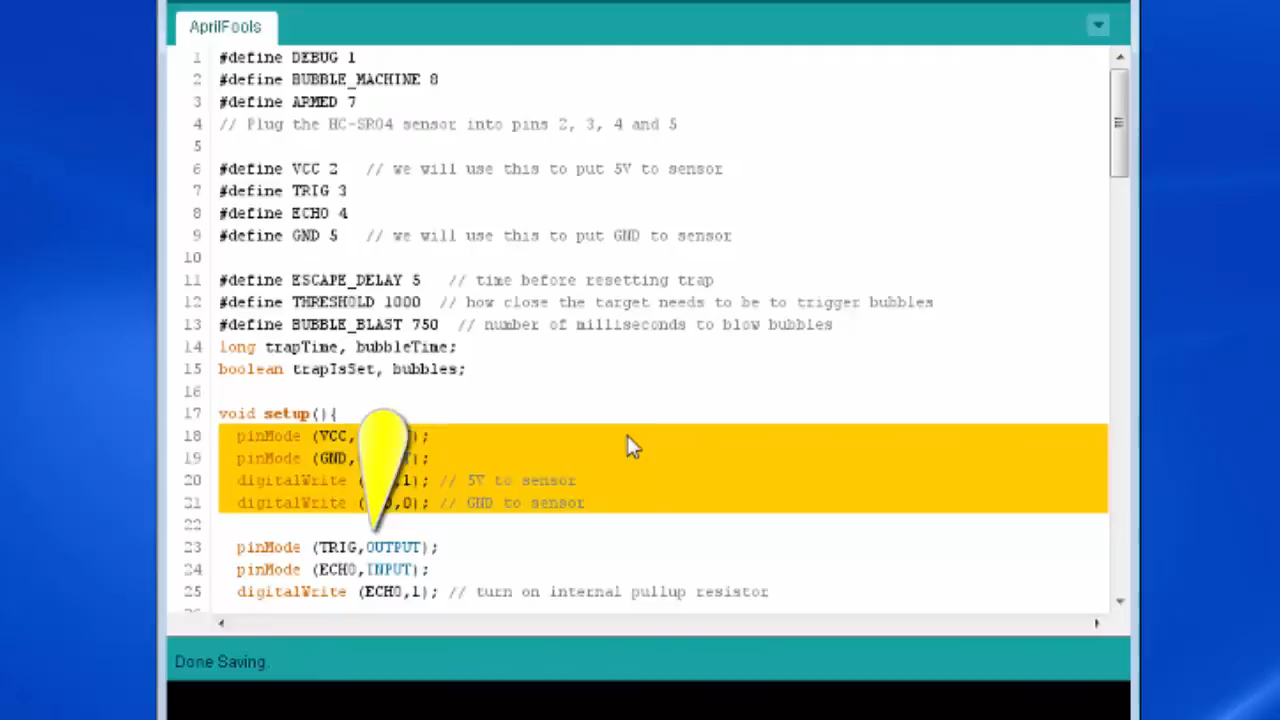 AprilFools
1 #define DEBUG 1
2 #define BUBBLE_MACHINE 8
3 #define ARMED 7
4 // Plug the HC-SR04 sensor into pins 2, 3, 4 and 5
5
6 #define VCC 2 // we will use this to put 5V to sensor
7 #define TRIG 3
8 #define ECHO 4
9 #define GND 5 // we will use this to put GND to sensor
10
11 #define ESCAPE_DELAY 5 // time before resetting trap
12 #define THRESHOLD 1000 // how close the target needs to be to trigger bubbles
13 #define BUBBLE_BLAST 750 // number of milliseconds to blow bubbles
14 long trapTime, bubbleTime;
15 boolean trapIsSet, bubbles;
16
17 void setup(){
18 pinMode (VCC, );
19 pinMode (GND, );
20 digitalWrite ( ,1); // 5V to sensor
21 digitalWrite ( ,0); // GND to sensor
22
23 pinMode (TRIG,OUTPUT);
24 pinMode (ECHO,INPUT);
25 digitalWrite (ECHO,1); // turn on internal pullup resistor
Done Saving.